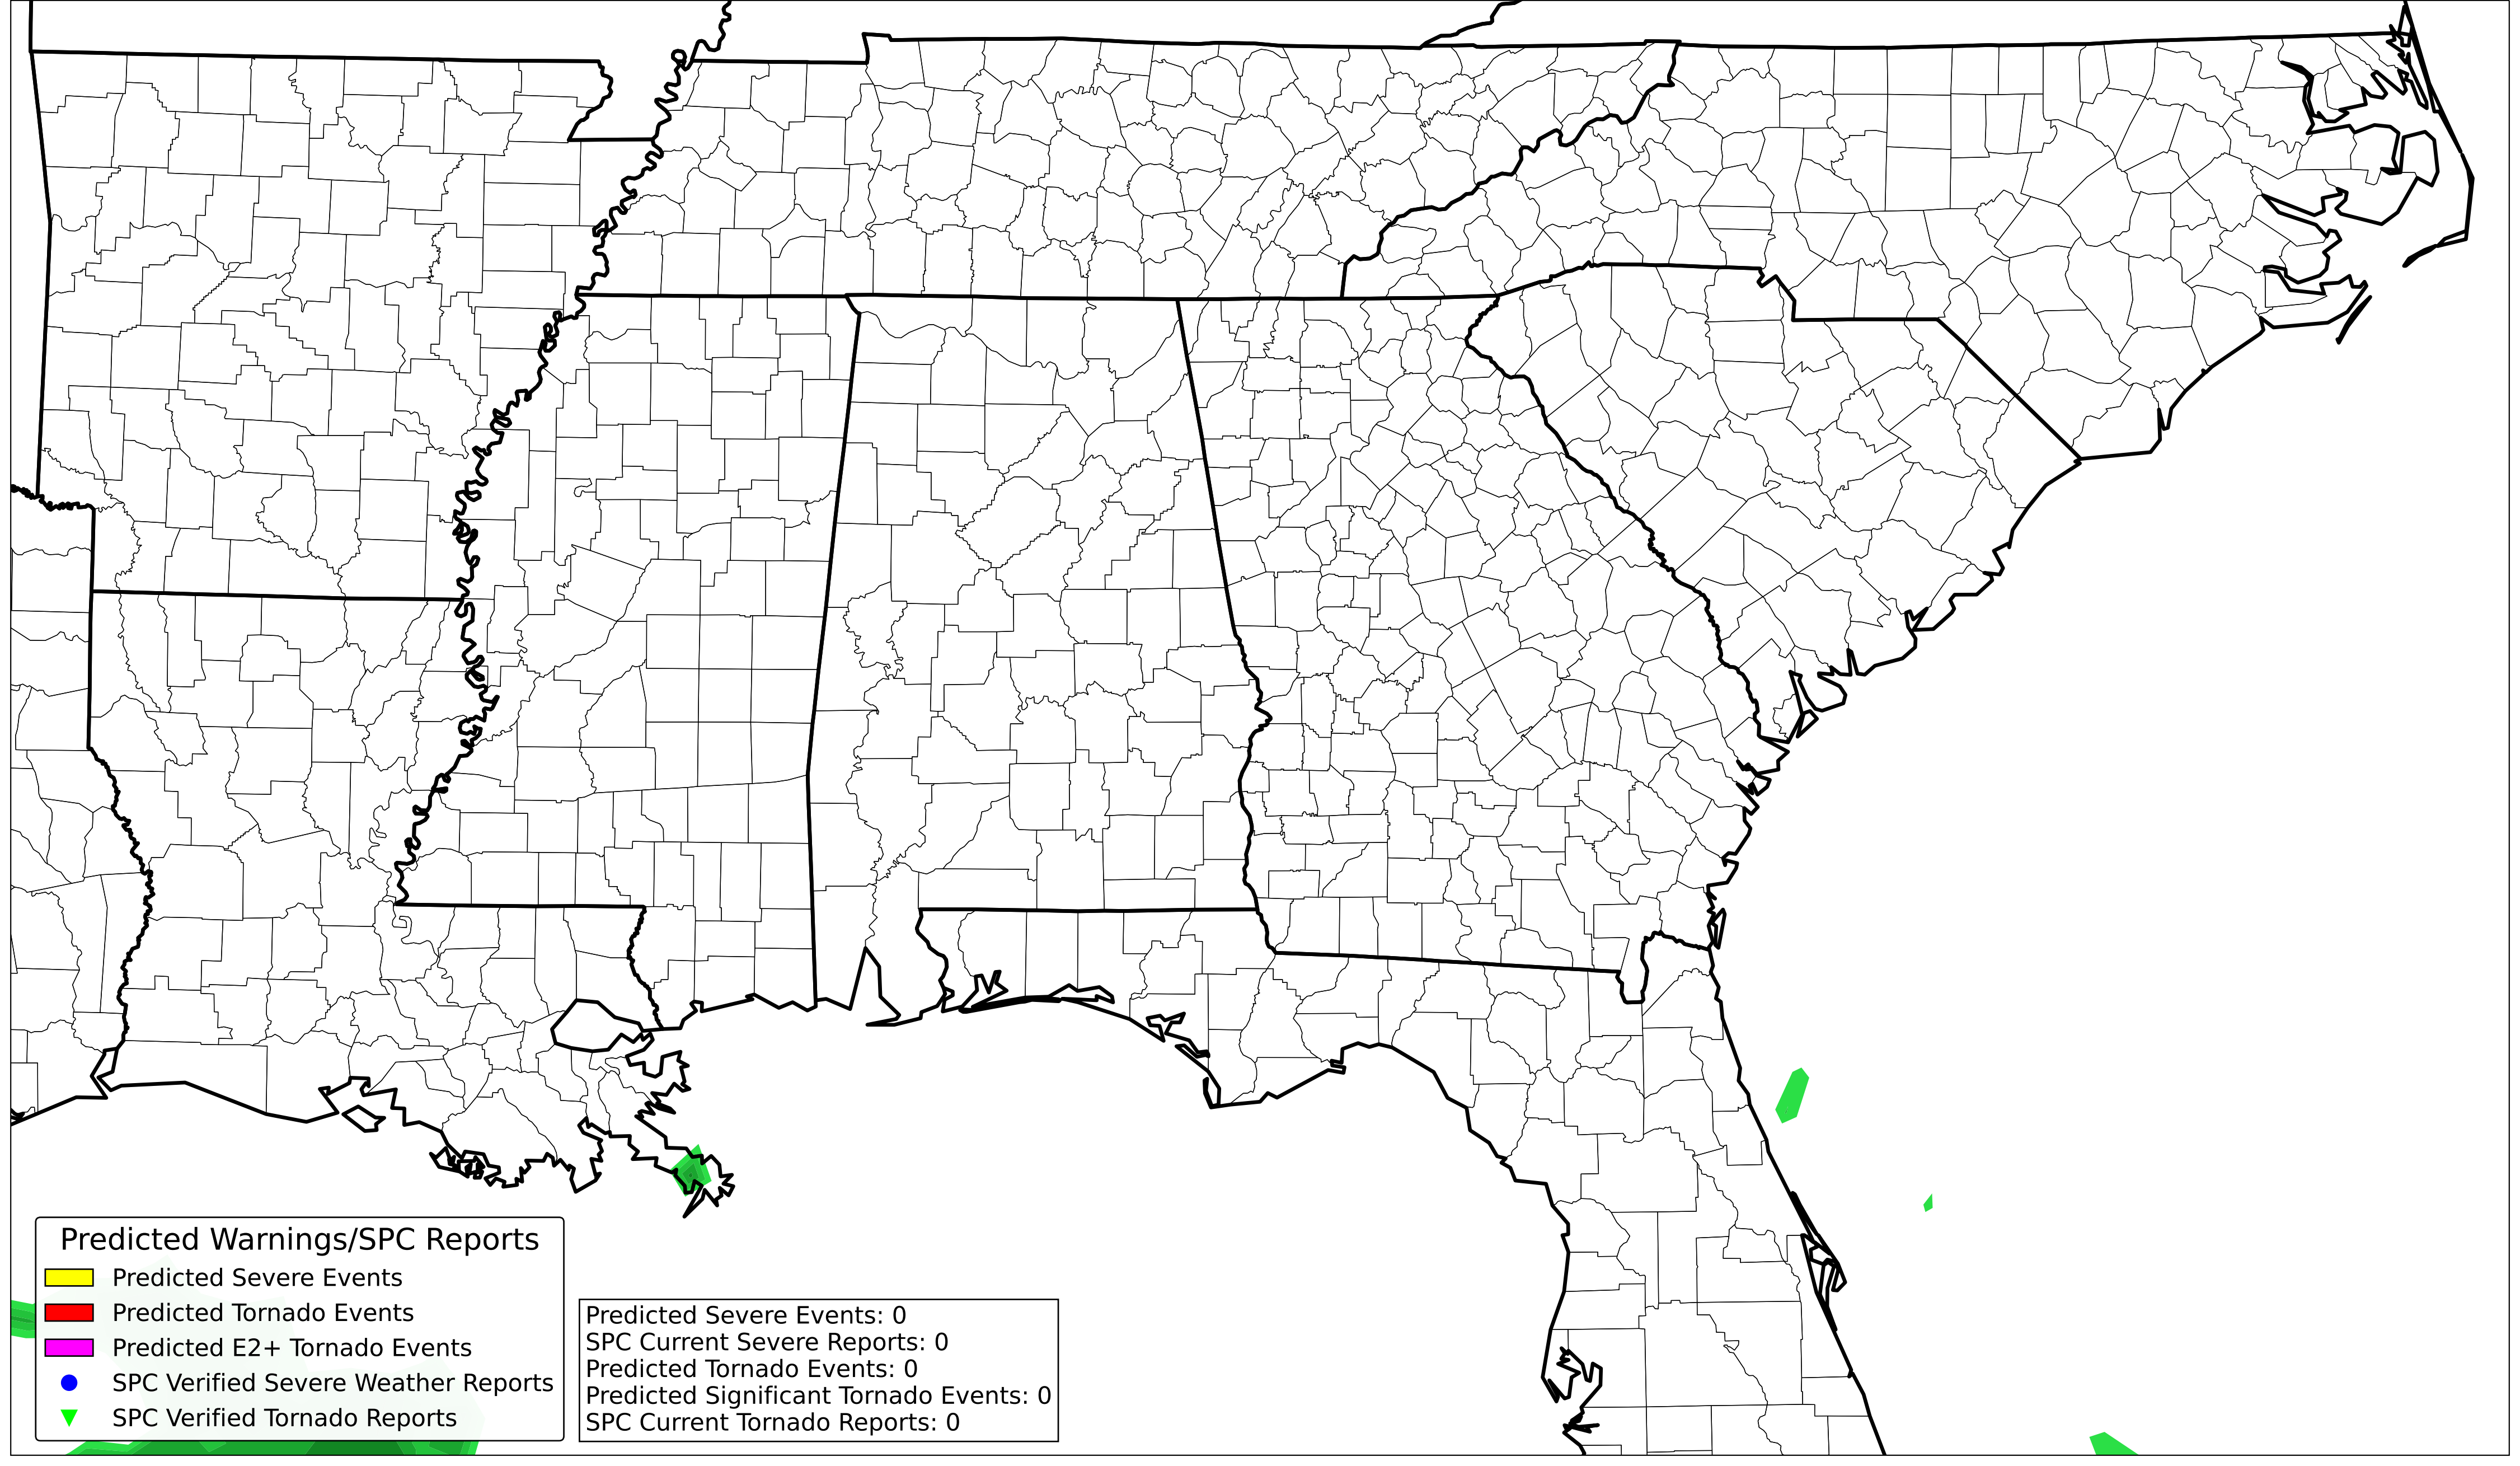 Predicted Warnings/SPC Reports
Predicted Severe Events
Predicted Tornado Events
Predicted E2+ Tornado Events
SPC Verified Severe Weather Reports
SPC Verified Tornado Reports
Predicted Severe Events: 0
SPC Current Severe Reports: 0
Predicted Tornado Events: 0
Predicted Significant Tornado Events: 0
SPC Current Tornado Reports: 0